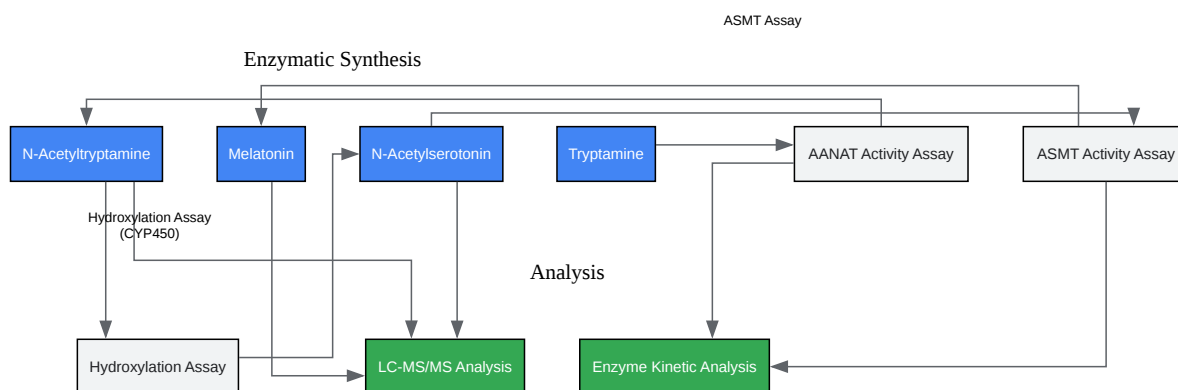 ASMT Assay
Enzymatic Synthesis
N-Acetyltryptamine
Melatonin
N-Acetylserotonin
Tryptamine
AANAT Activity Assay
ASMT Activity Assay
Hydroxylation Assay
(CYP450)
Analysis
Hydroxylation Assay
LC-MS/MS Analysis
Enzyme Kinetic Analysis